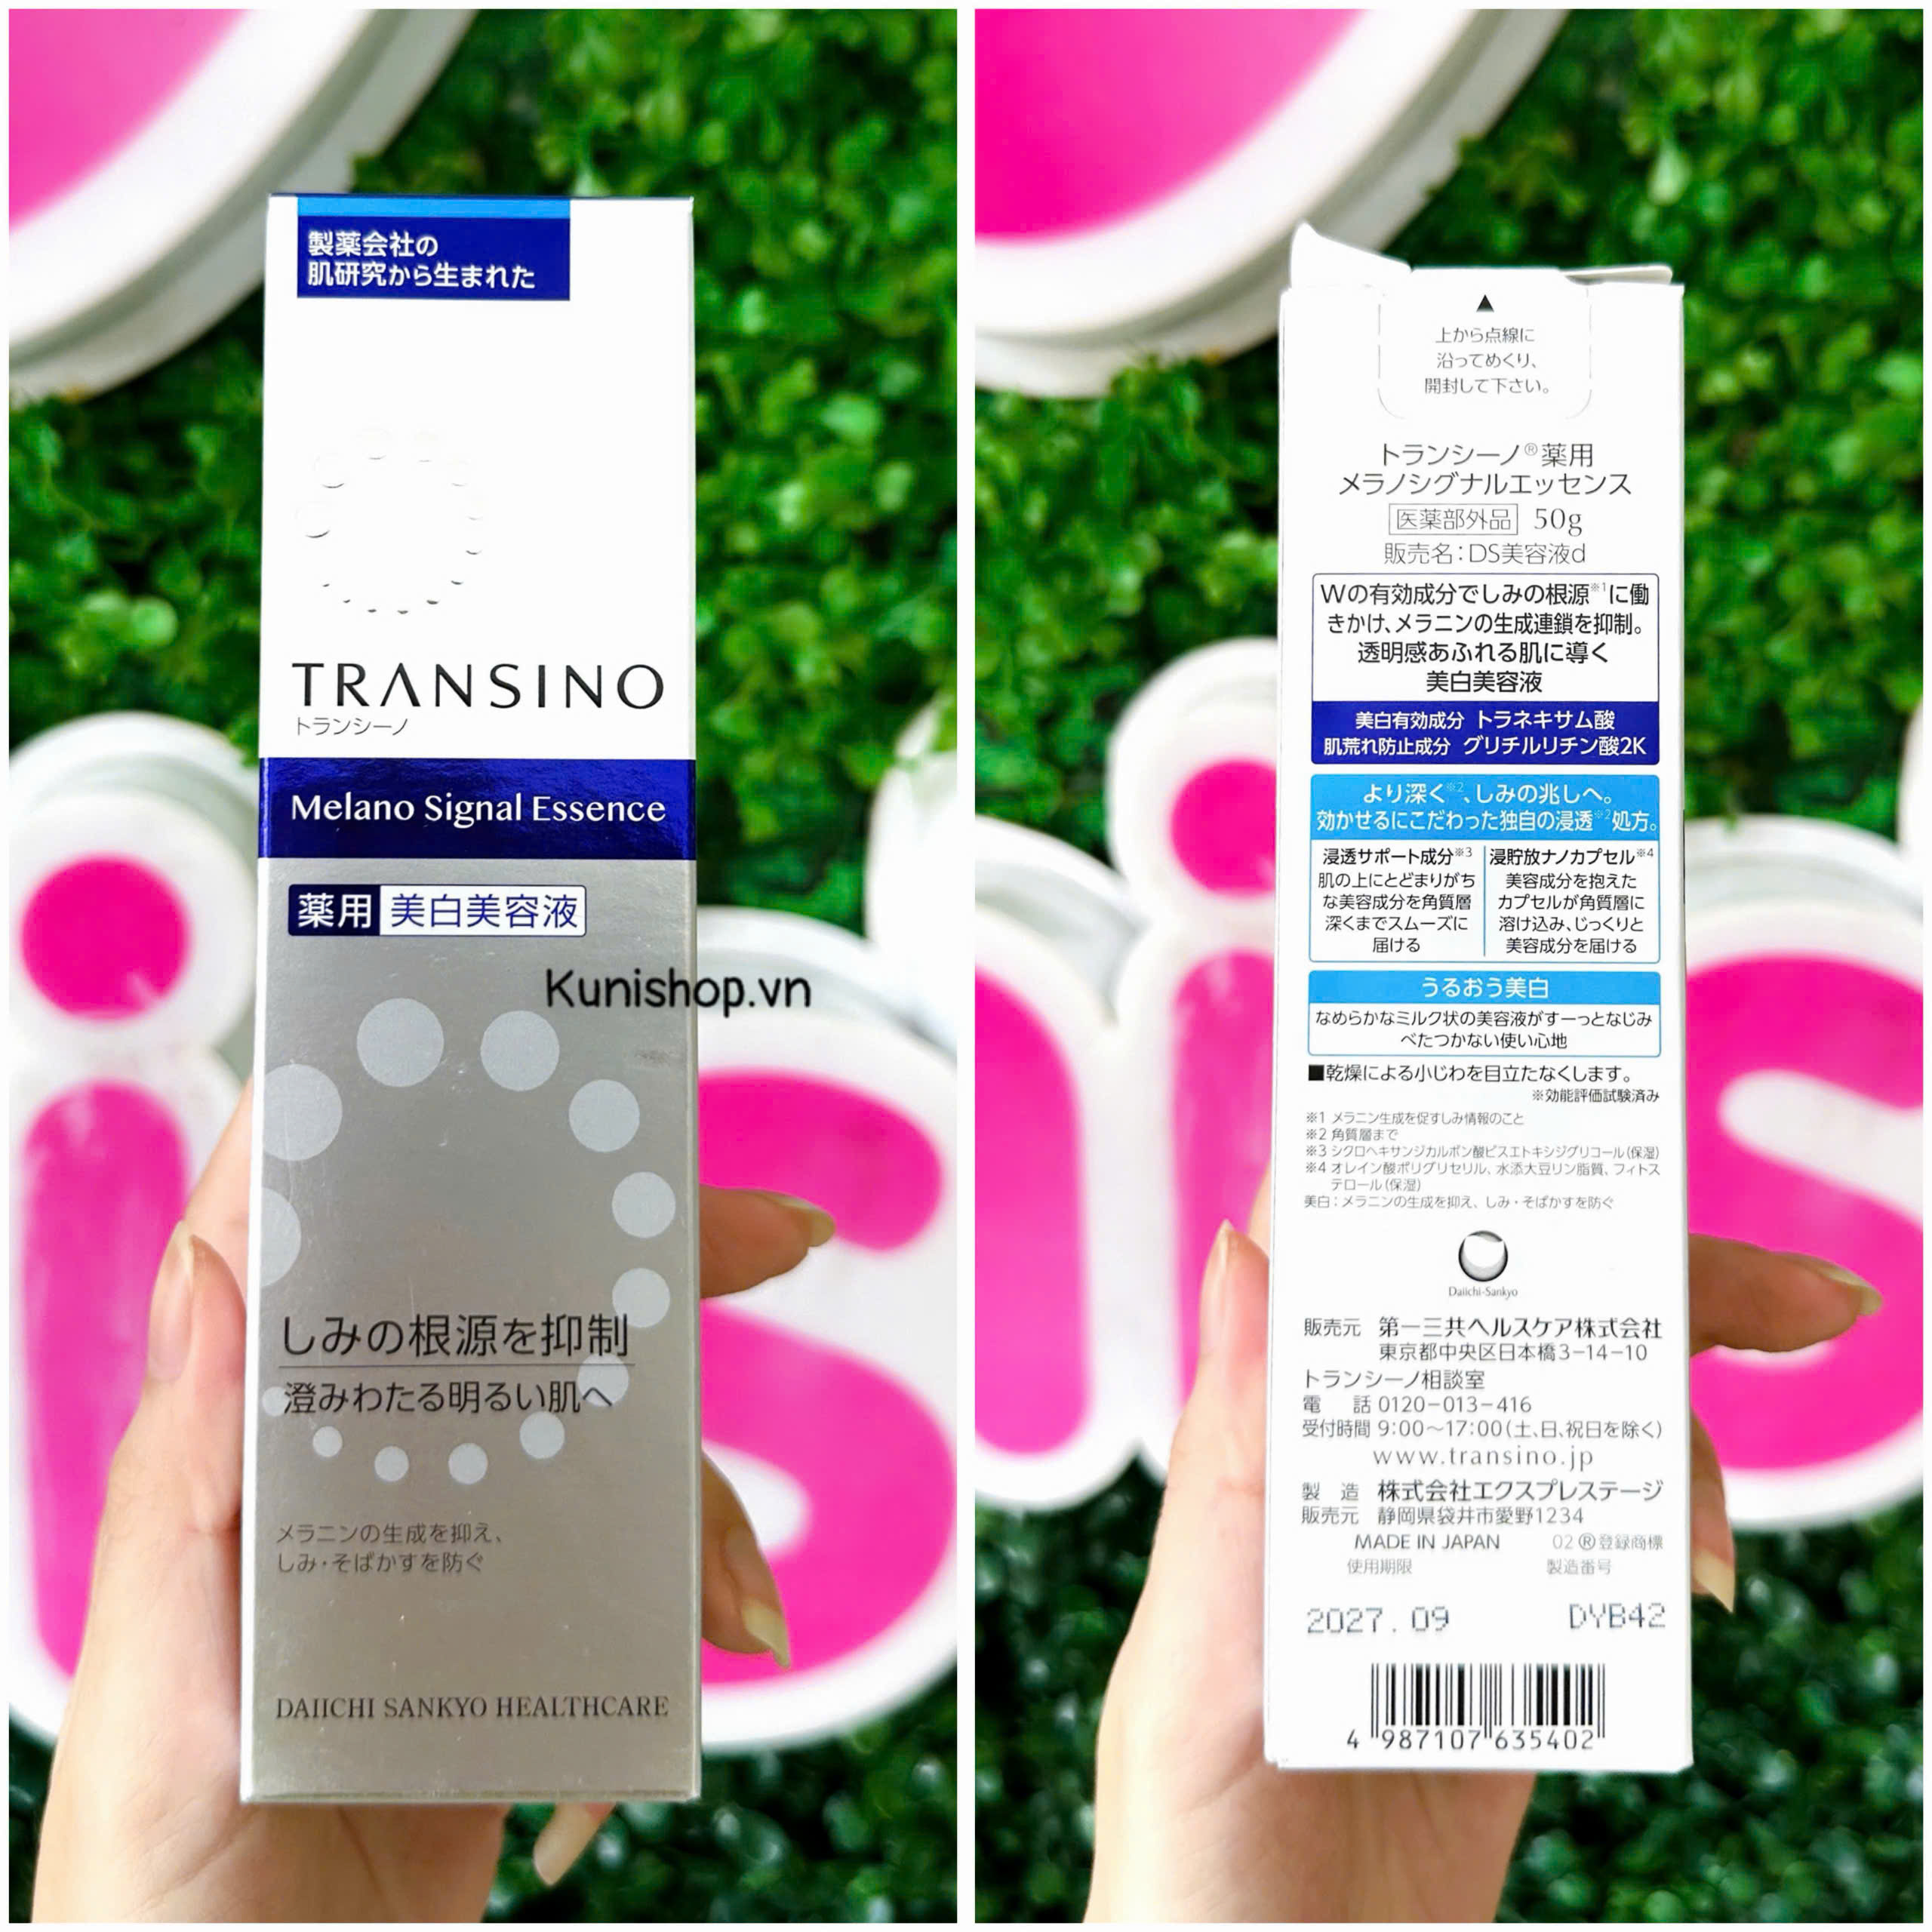 製薬会社の
肌研究から生まれた
TRANSINO
トランシーノ
Melano Signal Essence
薬用 美白美容液
Kunishop.vn
しみの根源を抑制
澄みわたる明るい肌へ
メラニンの生成を抑え、
しみ・そばかすを防ぐ
DAIICHI SANKYO HEALTHCARE
▲
上から点線に
沿ってめくり、
開封して下さい。
トランシーノ®薬用
メラノシグナルエッセンス
医薬部外品 50g
販売名：DS美容液d
Wの有効成分でしみの根源※1に働
きかけ、メラニンの生成連鎖を抑制。
透明感あふれる肌に導く
美白美容液
美白有効成分 トラネキサム酸
肌荒れ防止成分 グリチルリチン酸2K
より深く※2、しみの兆しへ。
効かせるにこだわった独自の浸透※2処方。
浸透サポート成分※3
肌の上にとどまりがち
な美容成分を角質層
深くまでスムーズに
届ける
浸貯放ナノカプセル※4
美容成分を抱えた
カプセルが角質層に
溶け込み、じっくりと
美容成分を届ける
うるおう美白
なめらかなミルク状の美容液がすーっとなじみ
べたつかない使い心地
■乾燥による小じわを目立たなくします。
※効能評価試験済み
※1 メラニン生成を促すしみ情報のこと
※2 角質層まで
※3 シクロヘキサンジカルボン酸ビスエトキシジグリコール（保湿）
※4 オレイン酸ポリグリセリル、水添大豆リン脂質、フィトス
テロール（保湿）
美白：メラニンの生成を抑え、しみ・そばかすを防ぐ
Daiichi-Sankyo
販売元 第一三共ヘルスケア株式会社
東京都中央区日本橋3-14-10
トランシーノ相談室
電 話 0120-013-416
受付時間 9:00〜17:00（土、日、祝日を除く）
www.transino.jp
製 造 株式会社エクスプレステージ
販売元 静岡県袋井市愛野1234
MADE IN JAPAN 02 ®登録商標
使用期限 製造番号
2027.09 DYB42
4 987107 635402